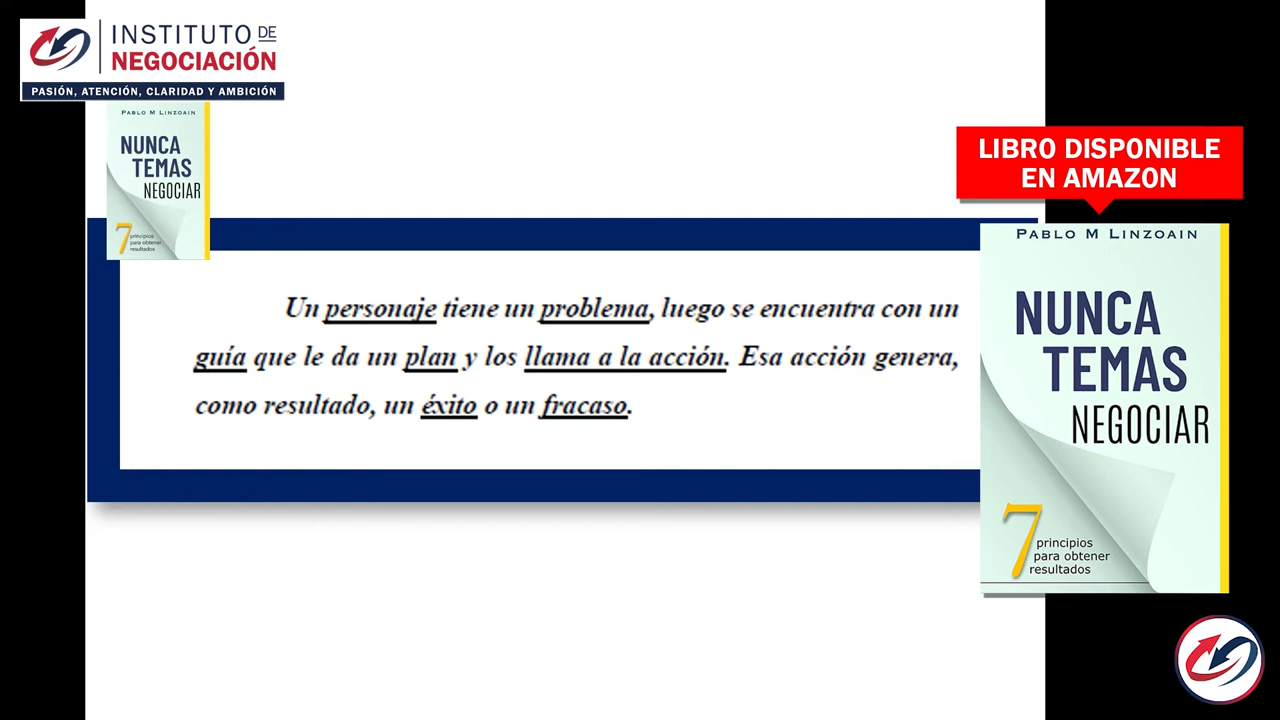 INSTITUTO DE
NEGOCIACIÓN
PASIÓN, ATENCIÓN, CLARIDAD Y AMBICIÓN
PABLO M LINZOAIN
NUNCA
TEMAS
NEGOCIAR
7 principios
para obtener
resultados
Un personaje tiene un problema, luego se encuentra con un
guía que le da un plan y los llama a la acción. Esa acción genera,
como resultado, un éxito o un fracaso.
LIBRO DISPONIBLE
EN AMAZON
PABLO M LINZOAIN
NUNCA
TEMAS
NEGOCIAR
7 principios
para obtener
resultados